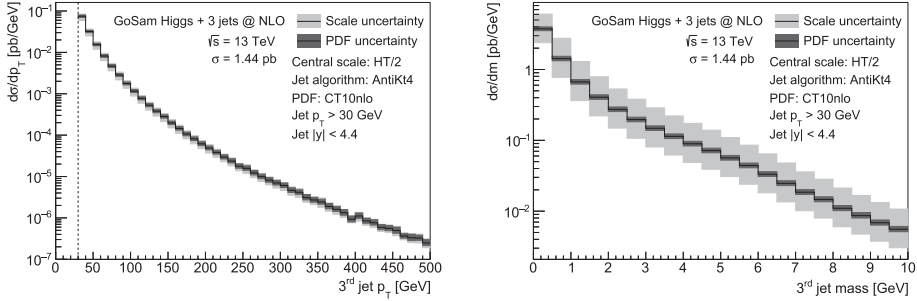 GoSam Higgs + 3 jets @ NLO
√s = 13 TeV
σ = 1.44 pb
Scale uncertainty
PDF uncertainty
Central scale: HT/2
Jet algorithm: AntiKt4
PDF: CT10nlo
Jet p_T > 30 GeV
Jet |y| < 4.4
dσ/dp_T [pb/GeV]
10⁻¹
10⁻²
10⁻³
10⁻⁴
10⁻⁵
10⁻⁶
10⁻⁷
0 50 100 150 200 250 300 350 400 450 500
3ʳᵈ jet p_T [GeV]
GoSam Higgs + 3 jets @ NLO
√s = 13 TeV
σ = 1.44 pb
Scale uncertainty
PDF uncertainty
Central scale: HT/2
Jet algorithm: AntiKt4
PDF: CT10nlo
Jet p_T > 30 GeV
Jet |y| < 4.4
dσ/dm [pb/GeV]
1
10⁻¹
10⁻²
0 1 2 3 4 5 6 7 8 9 10
3ʳᵈ jet mass [GeV]